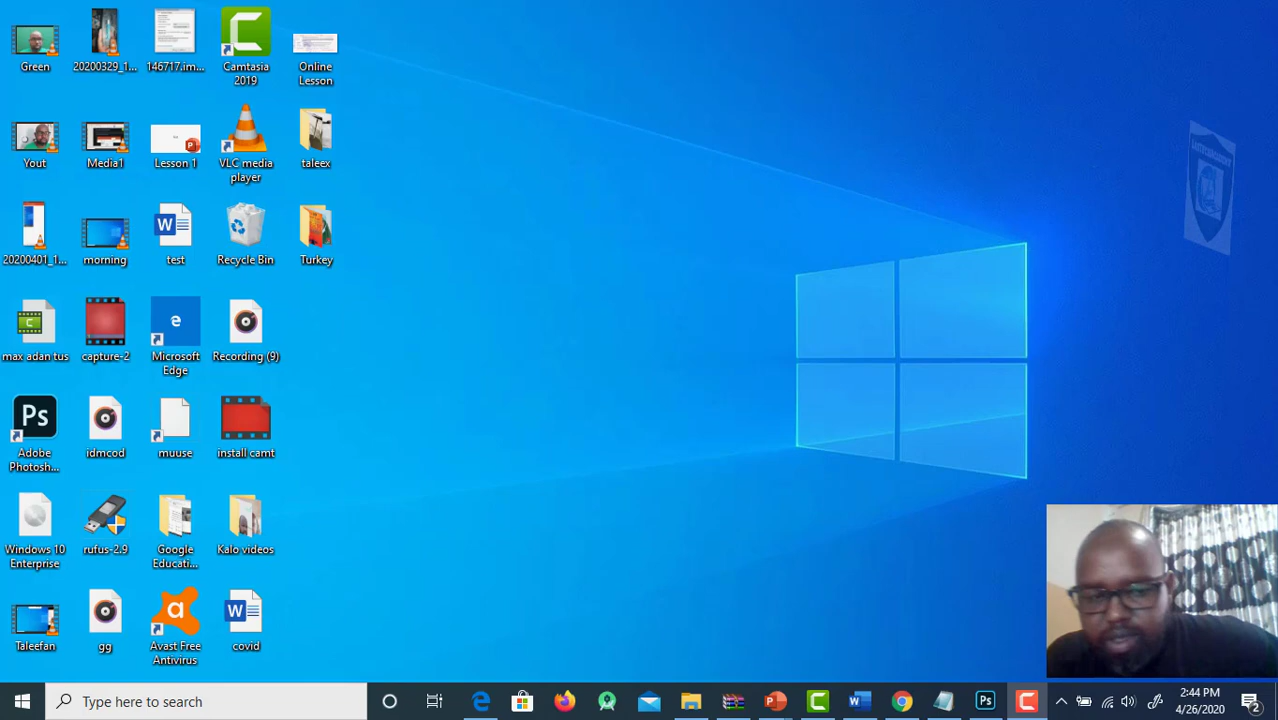 Green
20200329_1...
146717.im...
Camtasia
2019
Online
Lesson
Yout
Media1
Lesson 1
VLC media
player
taleex
20200401_1...
morning
test
Recycle Bin
Turkey
max adan tus
capture-2
Microsoft
Edge
Recording (9)
Ps
Adobe
Photosh...
idmcod
muuse
install camt
Windows 10
Enterprise
rufus-2.9
Google
Educati...
Kalo videos
Taleefan
gg
Avast Free
Antivirus
covid
Type here to search
Ps
2:44 PM
4/26/2020
2